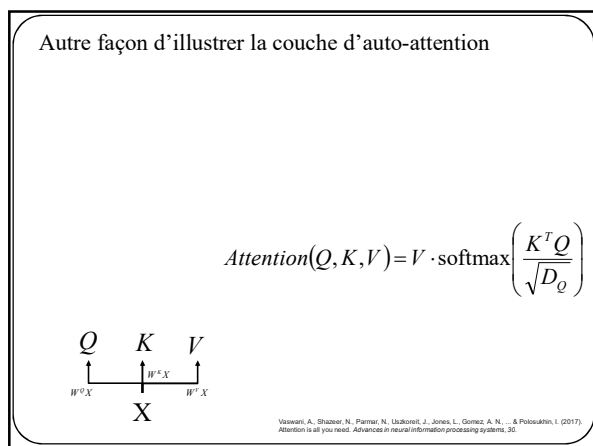 Autre façon d'illustrer la couche d'auto-attention
Attention(Q, K, V) = V · softmax(K^T Q / √D_Q)
Q K V
W^Q X W^K X W^V X
X
Vaswani, A., Shazeer, N., Parmar, N., Uszkoreit, J., Jones, L., Gomez, A. N., ... & Polosukhin, I. (2017).
Attention is all you need. Advances in neural information processing systems, 30.